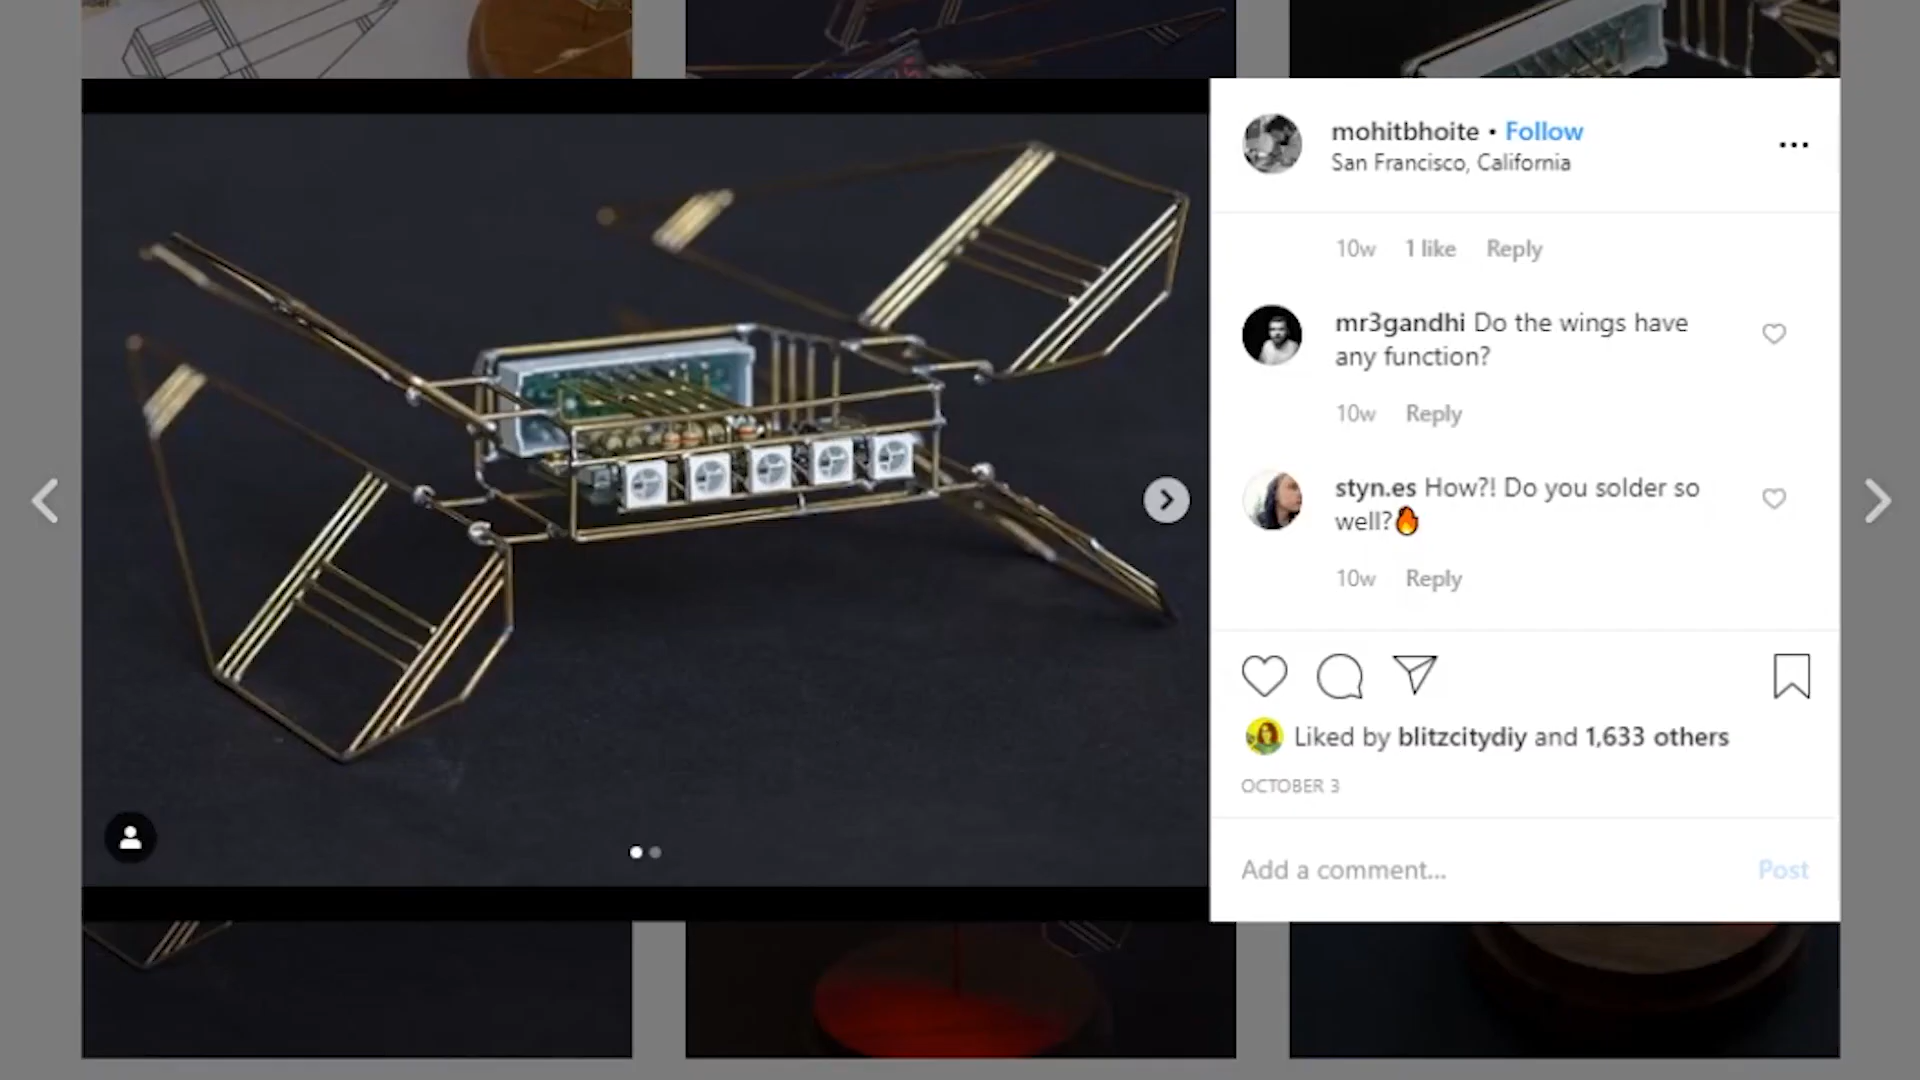 mohitbhoite • Follow
San Francisco, California
10w 1 like Reply
mr3gandhi Do the wings have
any function?
10w Reply
styn.es How?! Do you solder so
well?🔥
10w Reply
Liked by blitzcitydiy and 1,633 others
OCTOBER 3
Add a comment... Post